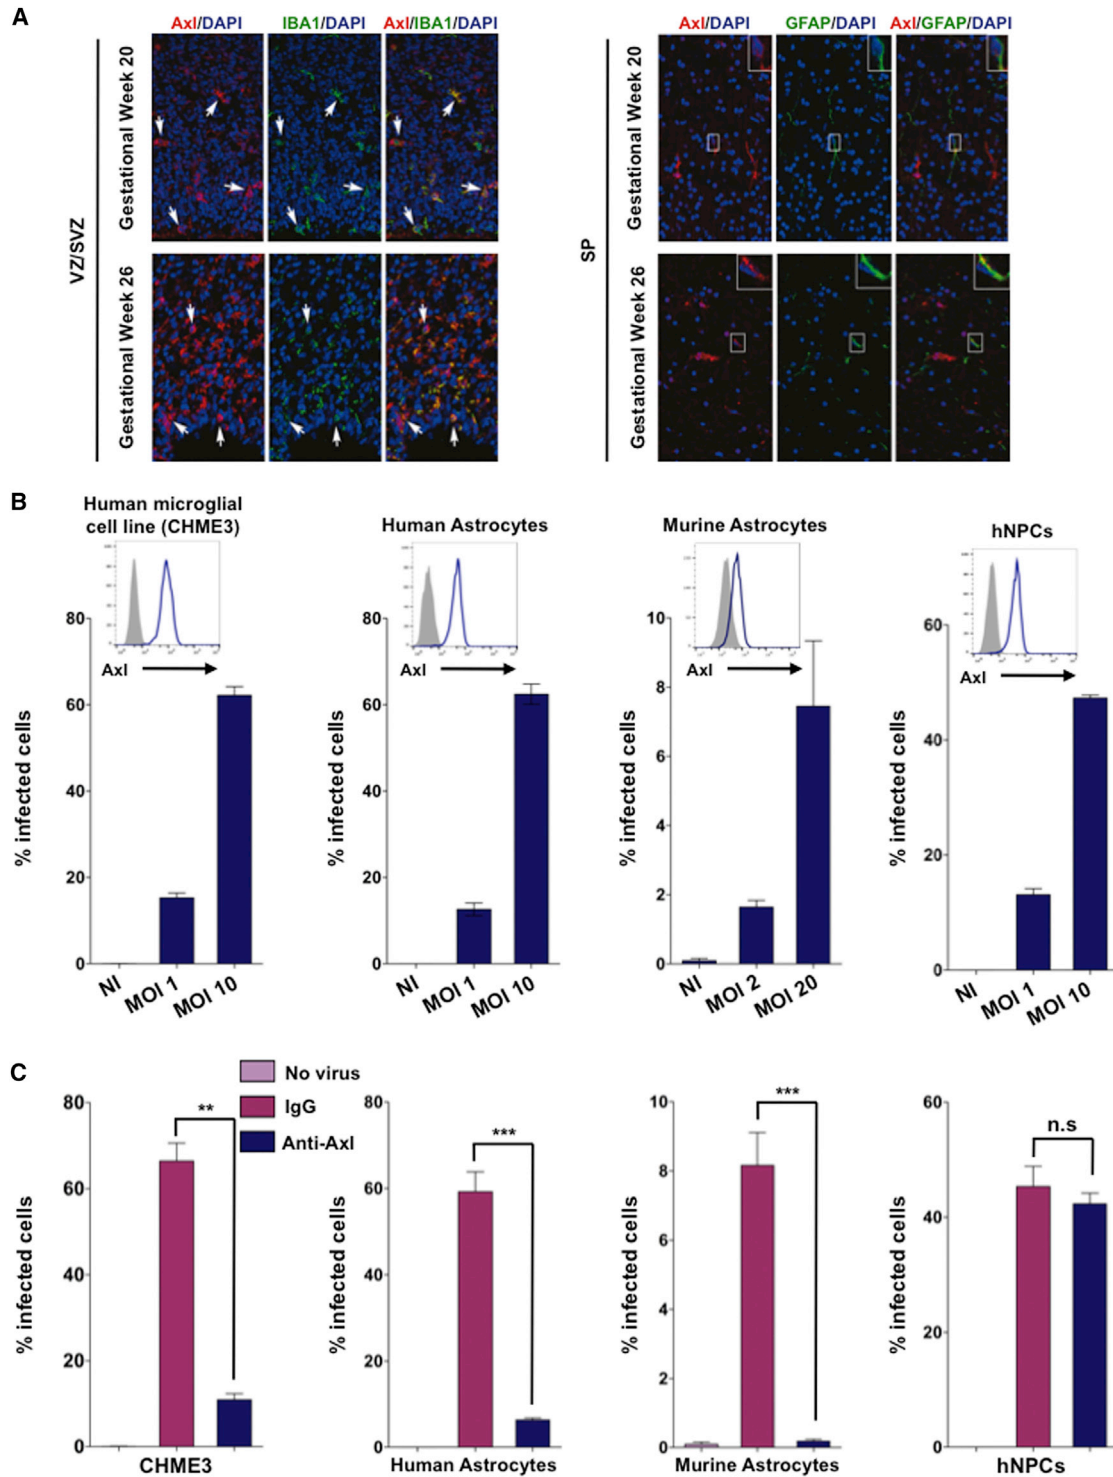 A
Axl/DAPI IBA1/DAPI Axl/IBA1/DAPI
Axl/DAPI GFAP/DAPI Axl/GFAP/DAPI
VZ/SVZ
Gestational Week 20
Gestational Week 26
SP
Gestational Week 20
Gestational Week 26
B
Human microglial
cell line (CHME3)
Axl
% infected cells
80
60
40
20
0
NI MOI 1 MOI 10
Human Astrocytes
Axl
% infected cells
80
60
40
20
0
NI MOI 1 MOI 10
Murine Astrocytes
Axl
% infected cells
10
8
6
4
2
0
NI MOI 2 MOI 20
hNPCs
Axl
% infected cells
60
40
20
0
NI MOI 1 MOI 10
C
No virus
IgG
Anti-Axl
% infected cells
80
60
40
20
0
**
CHME3
% infected cells
80
60
40
20
0
***
Human Astrocytes
% infected cells
10
8
6
4
2
0
***
Murine Astrocytes
% infected cells
60
40
20
0
n.s
hNPCs